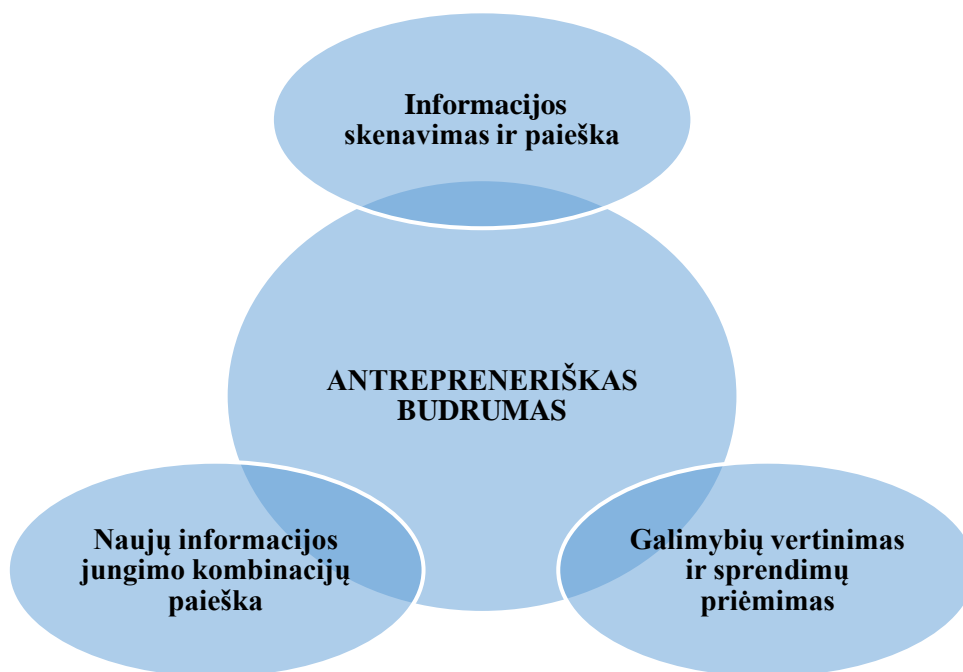 Informacijos
skenavimas ir paieška
ANTREPRENERIŠKAS
BUDRUMAS
Naujų informacijos
jungimo kombinacijų
paieška
Galimybių vertinimas
ir sprendimų
priėmimas